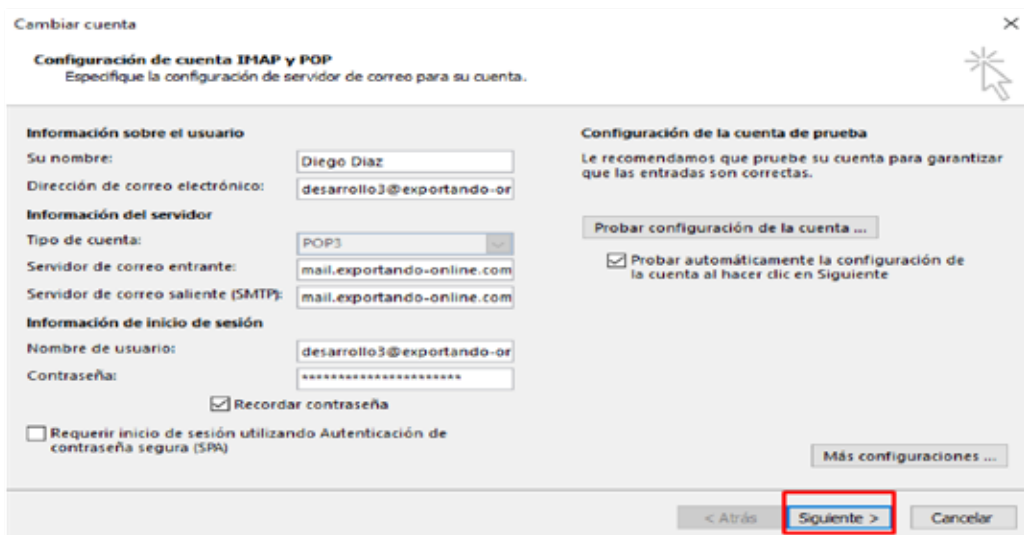 Cambiar cuenta
Configuración de cuenta IMAP y POP
Especifique la configuración de servidor de correo para su cuenta.
Información sobre el usuario
Su nombre:
Diego Diaz
Dirección de correo electrónico:
desarrollo3@exportando-or
Información del servidor
Tipo de cuenta:
POP3
Servidor de correo entrante:
mail.exportando-online.com
Servidor de correo saliente (SMTP):
mail.exportando-online.com
Información de inicio de sesión
Nombre de usuario:
desarrollo3@exportando-or
Contraseña:
**********************
Recordar contraseña
Requerir inicio de sesión utilizando Autenticación de
contraseña segura (SPA)
Configuración de la cuenta de prueba
Le recomendamos que pruebe su cuenta para garantizar
que las entradas son correctas.
Probar configuración de la cuenta ...
Probar automáticamente la configuración de
la cuenta al hacer clic en Siguiente
Más configuraciones ...
< Atrás
Siguiente >
Cancelar